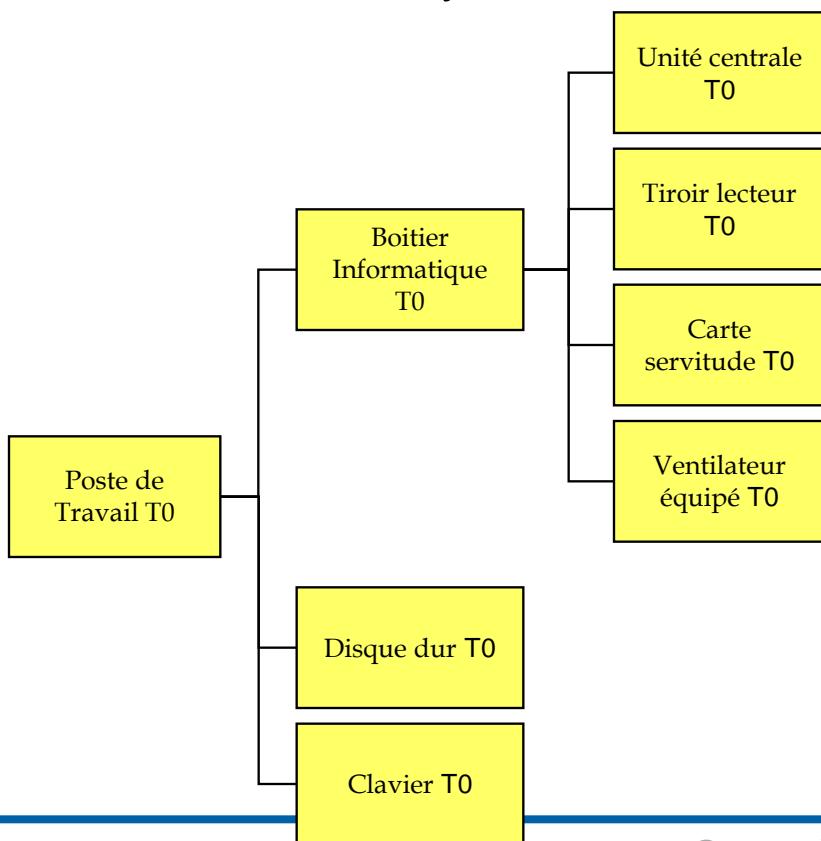 Unité centrale
T0
Tiroir lecteur
T0
Boitier
Informatique
T0
Carte
servitude T0
Poste de
Travail T0
Ventilateur
équipé T0
Disque dur T0
Clavier T0